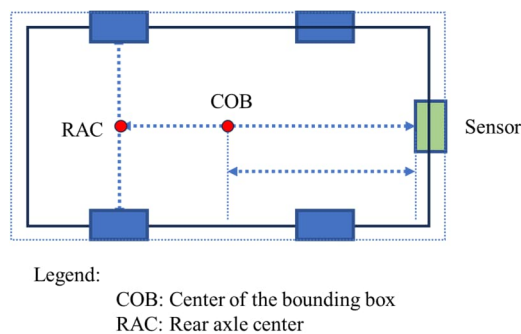 COB
RAC
Sensor
Legend:
COB: Center of the bounding box
RAC: Rear axle center